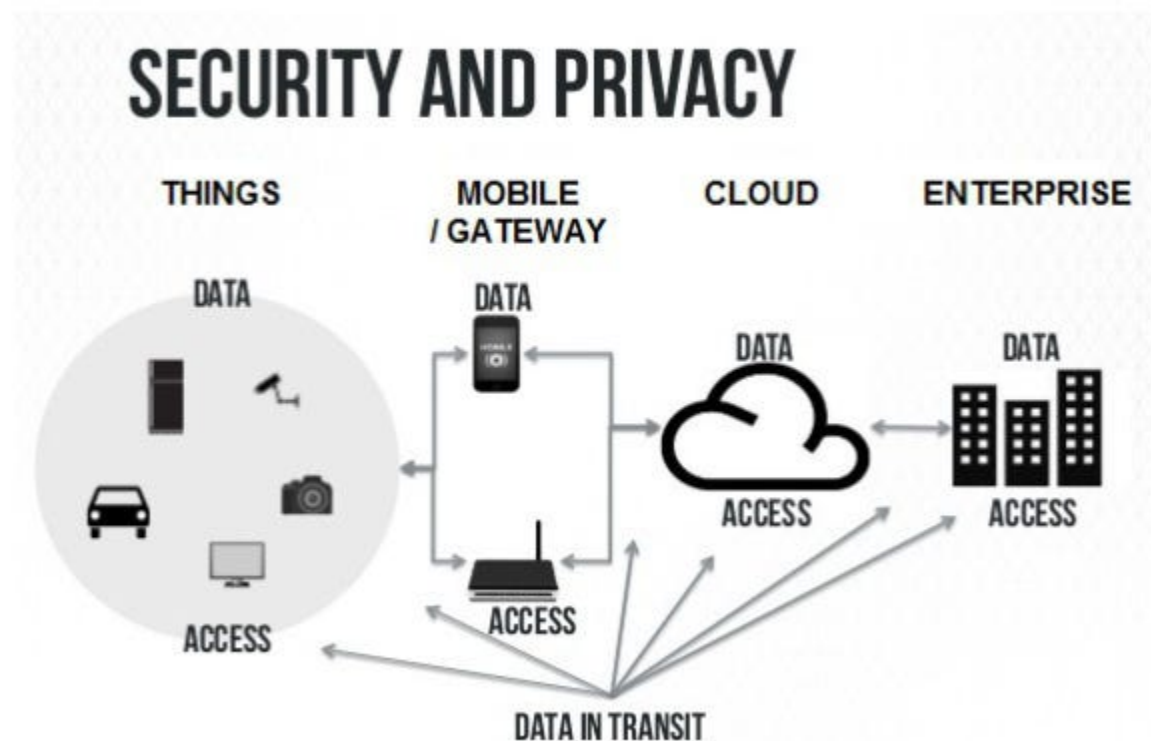 SECURITY AND PRIVACY
THINGS
MOBILE
/ GATEWAY
CLOUD
ENTERPRISE
DATA
DATA
DATA
DATA
ACCESS
ACCESS
ACCESS
ACCESS
DATA IN TRANSIT